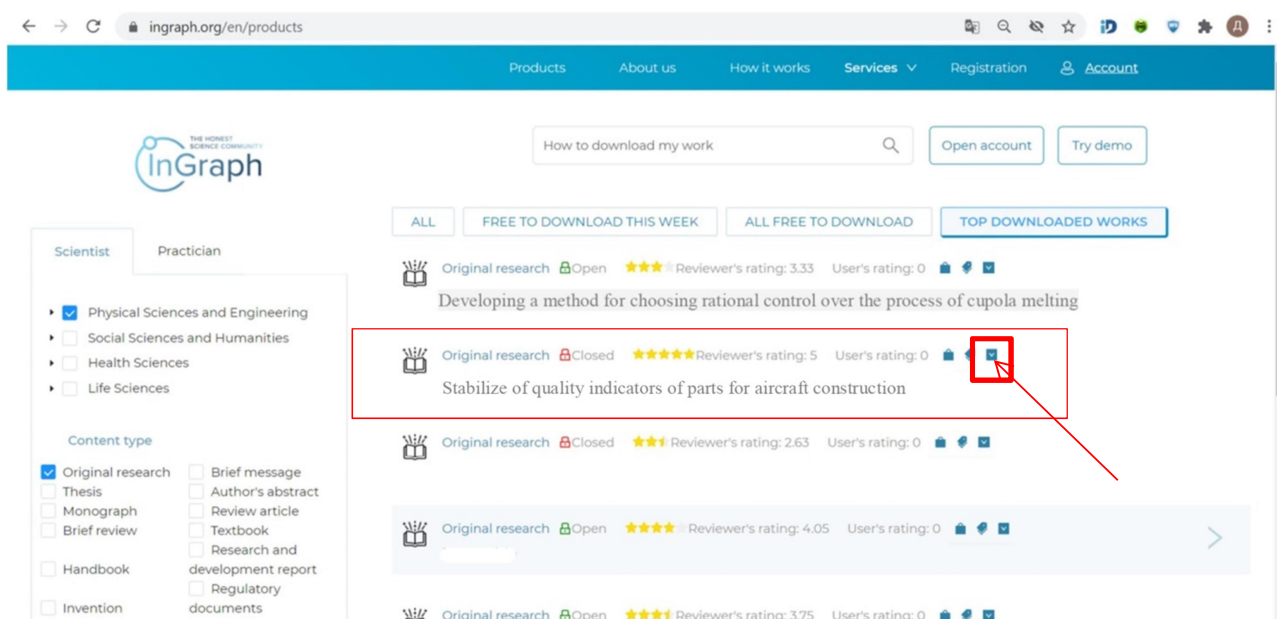 ingraph.org/en/products
Д
Products About us How it works Services Registration Account
THE HONEST
SCIENCE COMMUNITY
InGraph
How to download my work
Open account
Try demo
ALL
FREE TO DOWNLOAD THIS WEEK
ALL FREE TO DOWNLOAD
TOP DOWNLOADED WORKS
Scientist Practician
Physical Sciences and Engineering
Social Sciences and Humanities
Health Sciences
Life Sciences
Content type
Original research
Thesis
Monograph
Brief review
Handbook
Invention
Brief message
Author's abstract
Review article
Textbook
Research and
development report
Regulatory
documents
Original research Open Reviewer's rating: 3.33 User's rating: 0
Developing a method for choosing rational control over the process of cupola melting
Original research Closed Reviewer's rating: 5 User's rating: 0
Stabilize of quality indicators of parts for aircraft construction
Original research Closed Reviewer's rating: 2.63 User's rating: 0
Original research Open Reviewer's rating: 4.05 User's rating: 0
Original research Open Reviewer's rating: 3.75 User's rating: 0